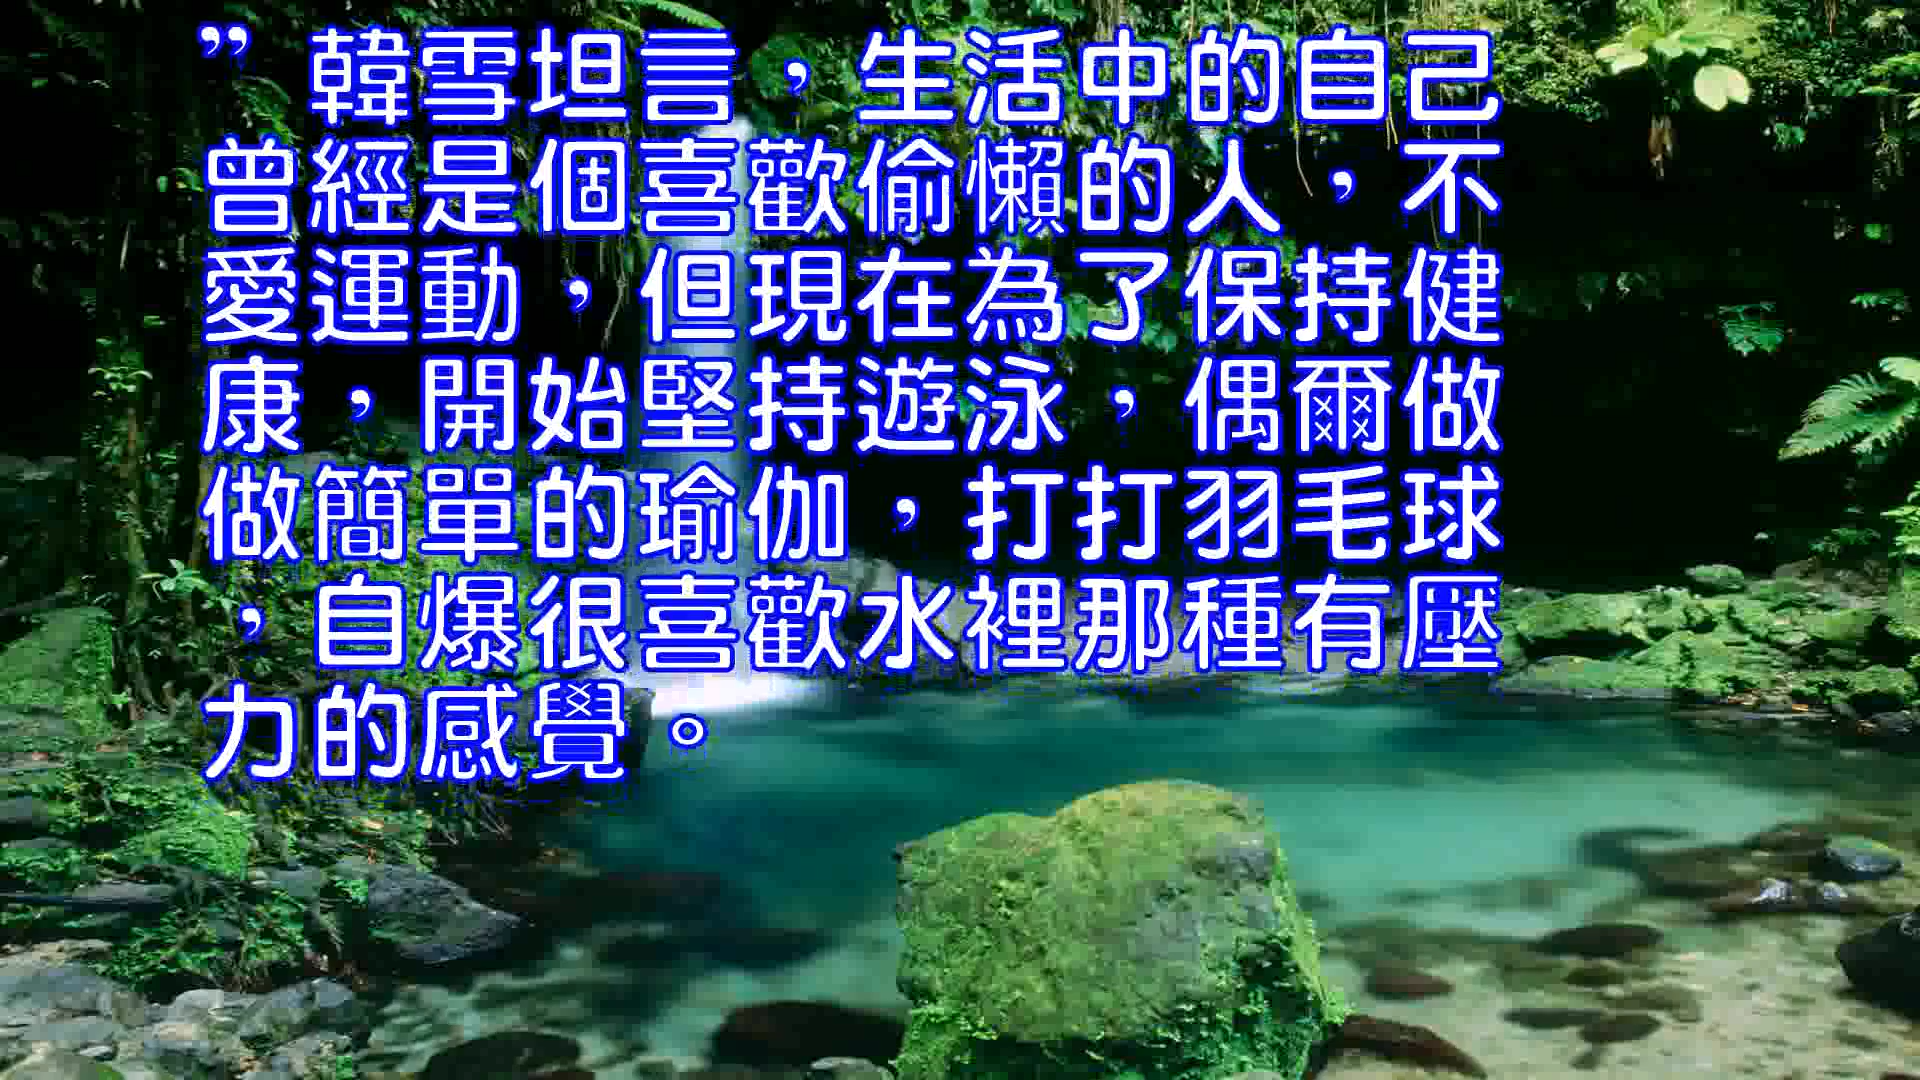 ”韓雪坦言，生活中的自己
曾經是個喜歡偷懶的人，不
愛運動，但現在為了保持健
康，開始堅持遊泳，偶爾做
做簡單的瑜伽，打打羽毛球
，自爆很喜歡水裡那種有壓
力的感覺。